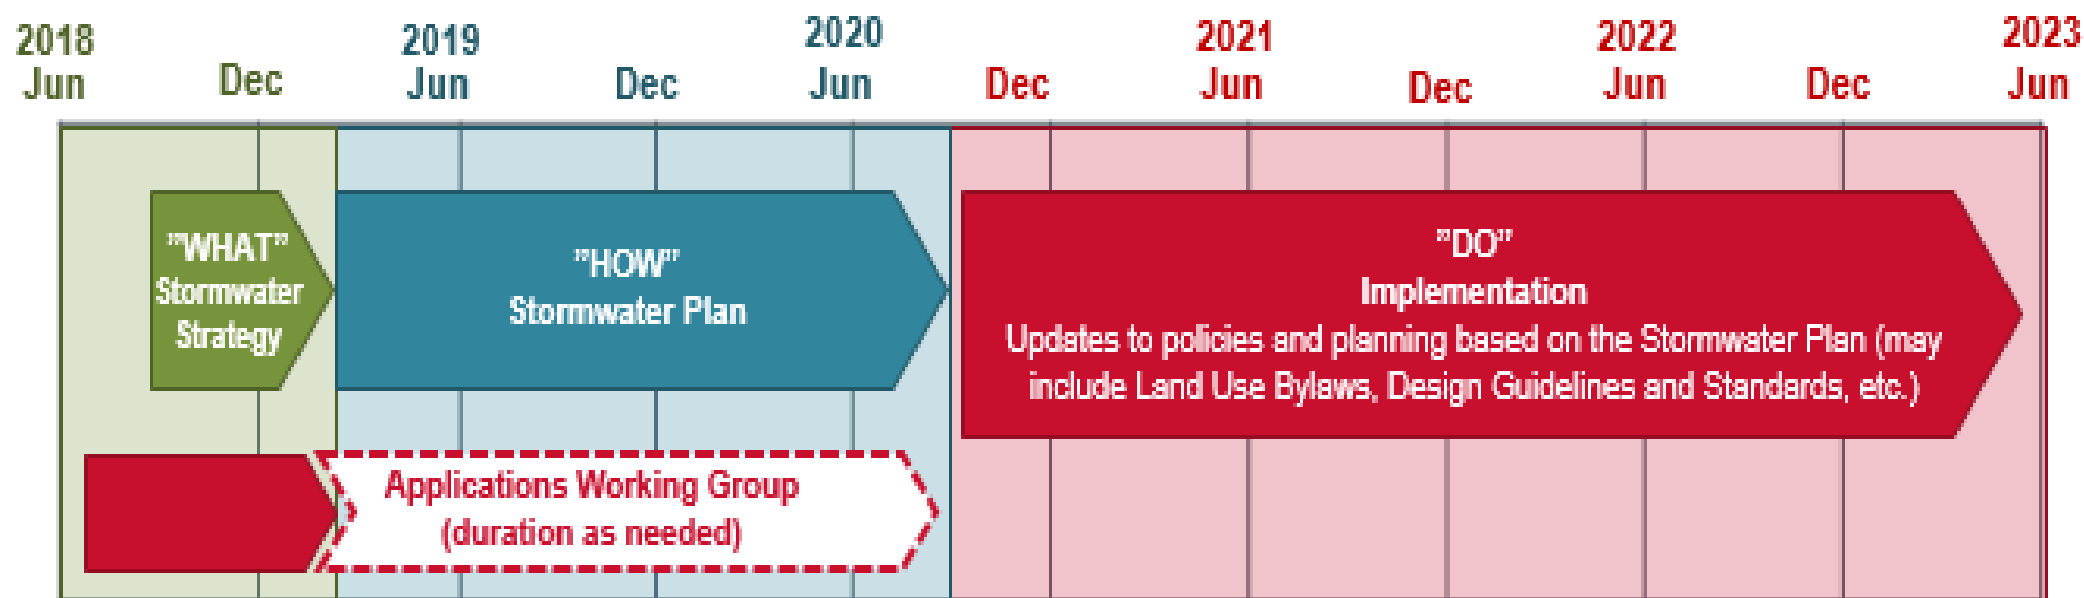 2018 2019 2020 2021 2022 2023
Jun Dec Jun Dec Jun Dec Jun Dec Jun Dec Jun
”WHAT”
Stormwater
Strategy
”HOW”
Stormwater Plan
”DO”
Implementation
Updates to policies and planning based on the Stormwater Plan (may
include Land Use Bylaws, Design Guidelines and Standards, etc.)
Applications Working Group
(duration as needed)